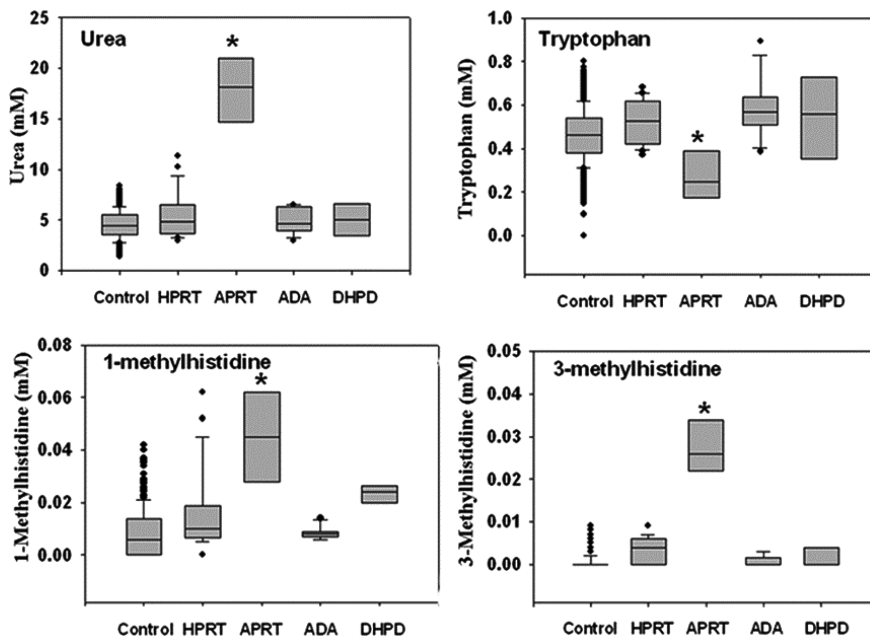 Urea
*
Urea (mM)
25
20
15
10
5
0
Control HPRT APRT ADA DHPD
Tryptophan
*
Tryptophan (mM)
1.0
0.8
0.6
0.4
0.2
0.0
Control HPRT APRT ADA DHPD
1-methylhistidine
*
1-Methylhistidine (mM)
0.08
0.06
0.04
0.02
0.00
Control HPRT APRT ADA DHPD
3-methylhistidine
*
3-Methylhistidine (mM)
0.05
0.04
0.03
0.02
0.01
0.00
Control HPRT APRT ADA DHPD